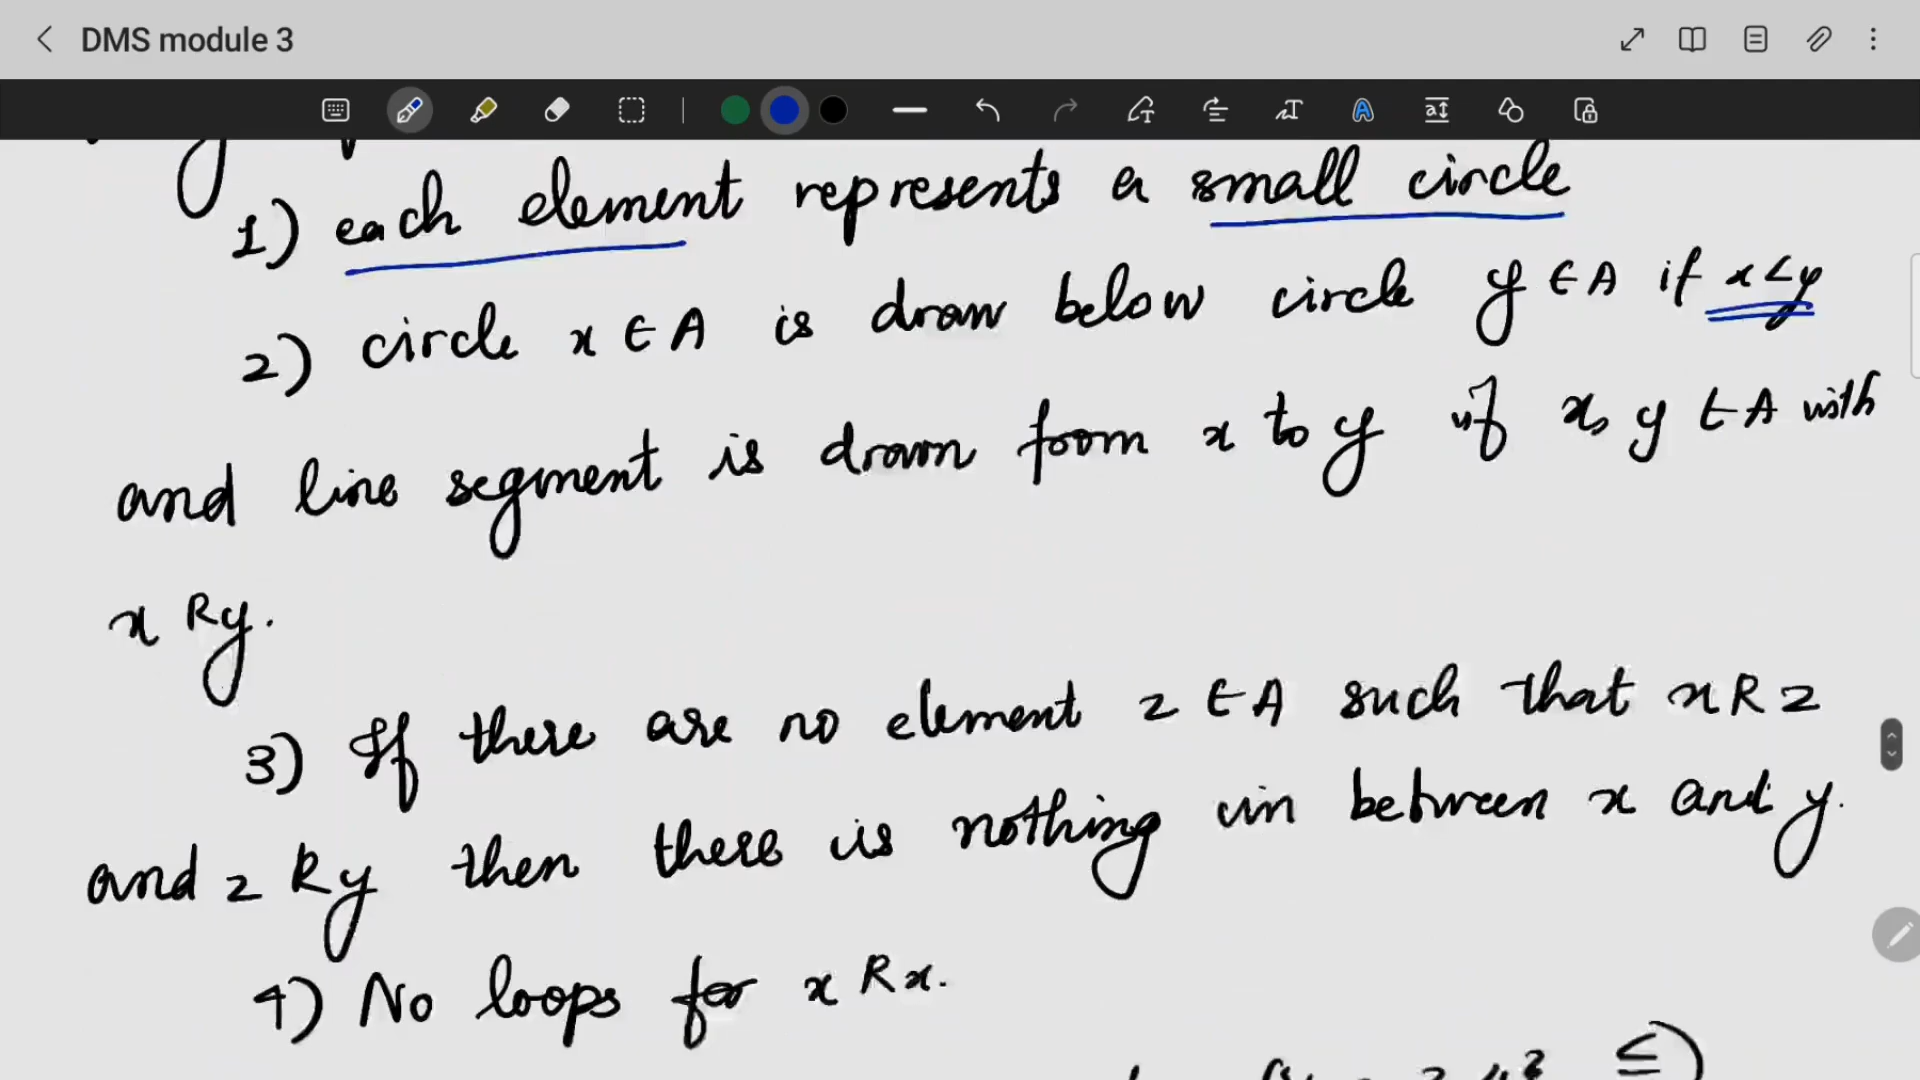 DMS module 3
1) each element represents a small circle
2) circle x ∈ A is draw below circle y ∈ A if x < y
and line segment is drawn from x to y if x, y ∈ A with
x R y.
3) If there are no element z ∈ A such that x R z
and z R y then there is nothing in between x and y.
4) No loops for x R x.